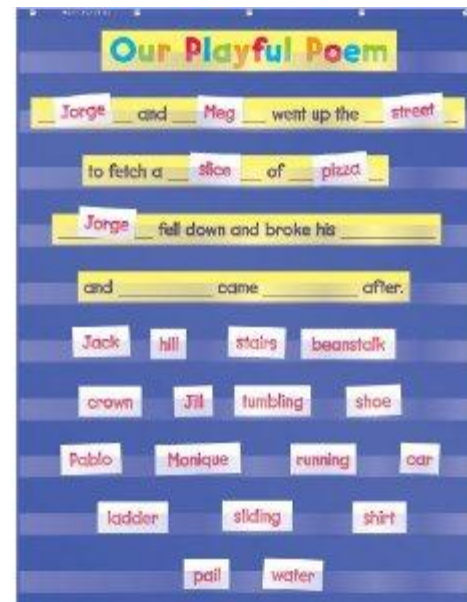 Our Playful Poem
Jorge and Meg went up the street
to fetch a slice of pizza
Jorge fell down and broke his
and came after.
Jack hill stairs beanstalk
crown Jill tumbling shoe
Pablo Monique running car
ladder sliding shirt
pail water